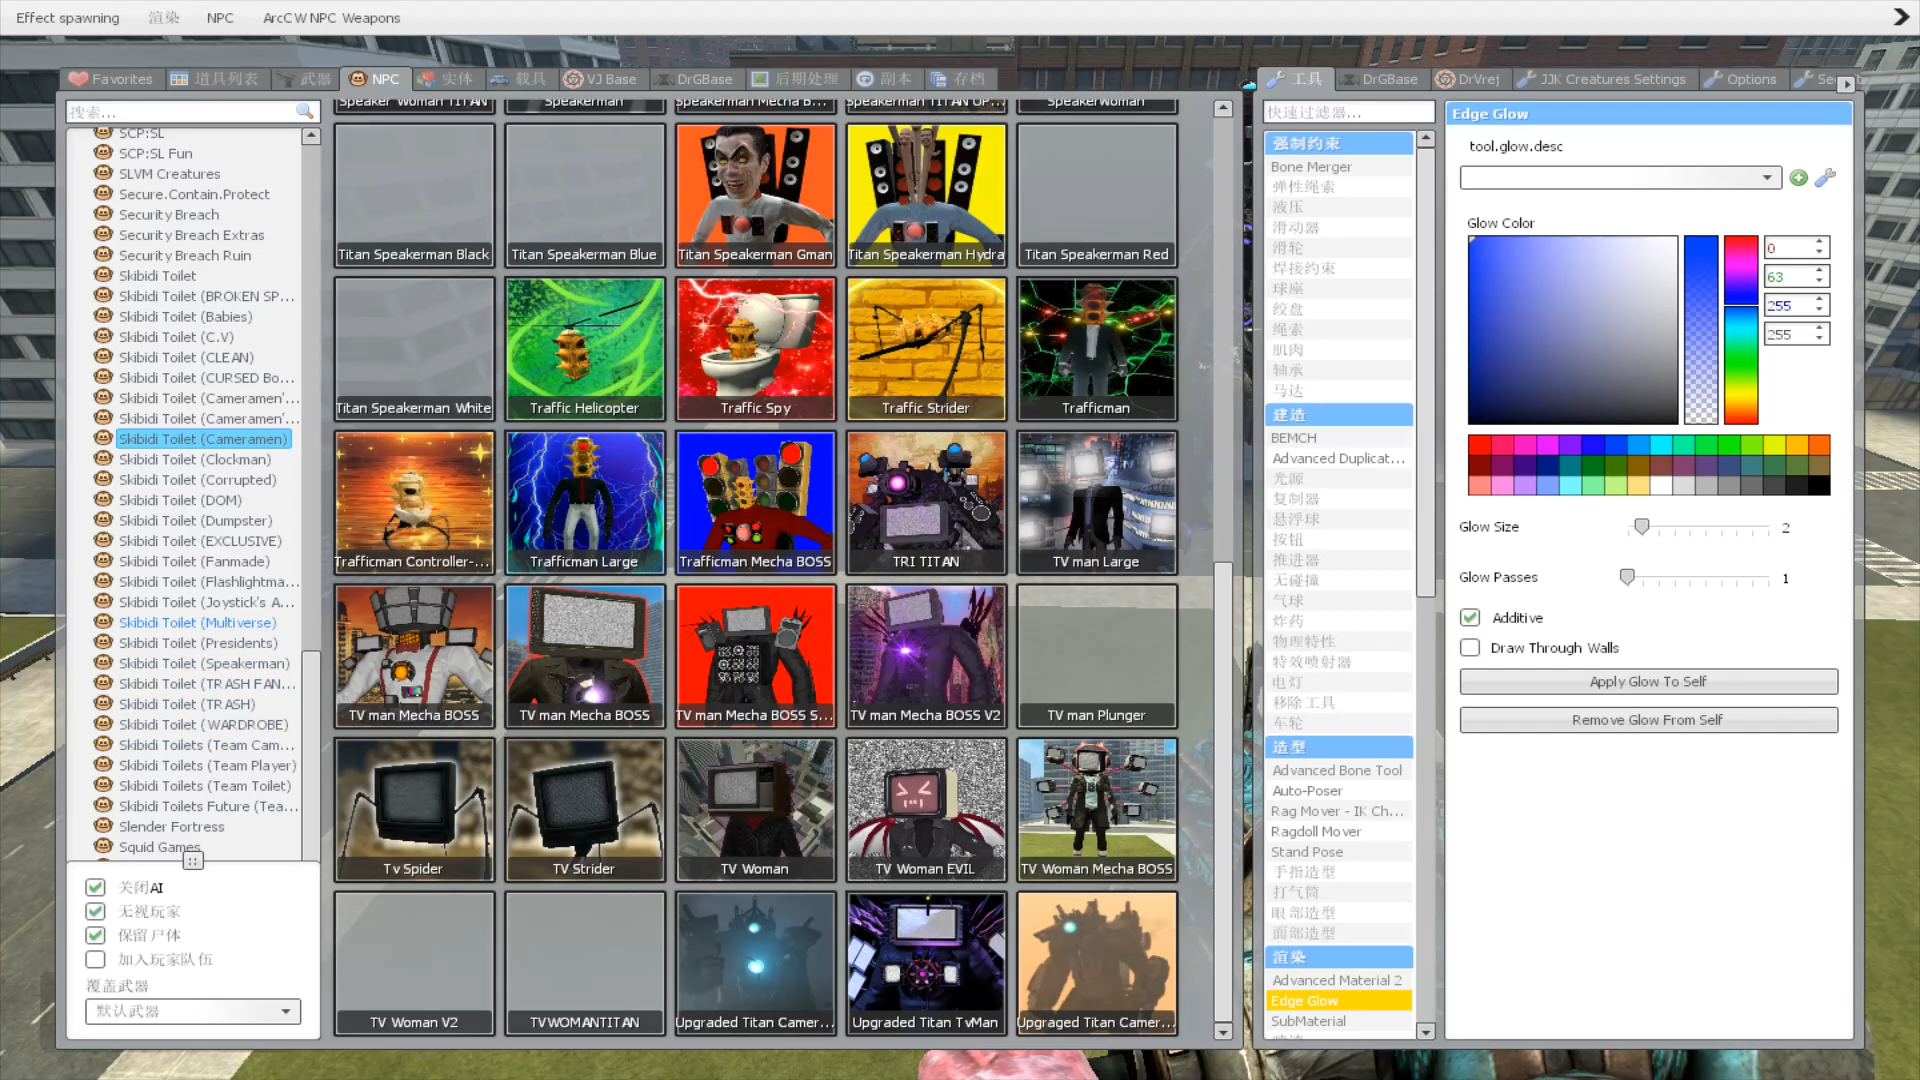 Effect spawning
渲染
NPC
ArcCW NPC Weapons
Favorites
道具列表
武器
NPC
实体
载具
VJ Base
DrGBase
后期处理
副本
存档
工具
DrGBase
DrVrej
JJK Creatures Settings
Options
搜索...
SCP:SL
SCP:SL Fun
SLVM Creatures
Secure.Contain.Protect
Security Breach
Security Breach Extras
Security Breach Ruin
Skibidi Toilet
Skibidi Toilet (BROKEN SP...
Skibidi Toilet (Babies)
Skibidi Toilet (C.V)
Skibidi Toilet (CLEAN)
Skibidi Toilet (CURSED Bo...
Skibidi Toilet (Cameramen'...
Skibidi Toilet (Cameramen'...
Skibidi Toilet (Cameramen)
Skibidi Toilet (Clockman)
Skibidi Toilet (Corrupted)
Skibidi Toilet (DOM)
Skibidi Toilet (Dumpster)
Skibidi Toilet (EXCLUSIVE)
Skibidi Toilet (Fanmade)
Skibidi Toilet (Flashlightma...
Skibidi Toilet (Joystick's A...
Skibidi Toilet (Multiverse)
Skibidi Toilet (Presidents)
Skibidi Toilet (Speakerman)
Skibidi Toilet (TRASH FAN...
Skibidi Toilet (TRASH)
Skibidi Toilet (WARDROBE)
Skibidi Toilets (Team Cam...
Skibidi Toilets (Team Player)
Skibidi Toilets (Team Toilet)
Skibidi Toilets Future (Tea...
Slender Fortress
Squid Games
关闭AI
无视玩家
保留尸体
加入玩家队伍
覆盖武器
默认武器
Speaker Woman TITAN
Speakerman
Speakerman Mecha B...
Speakerman TITAN UP...
SpeakerWoman
Titan Speakerman Black
Titan Speakerman Blue
Titan Speakerman Gman
Titan Speakerman Hydra
Titan Speakerman Red
Titan Speakerman White
Traffic Helicopter
Traffic Spy
Traffic Strider
Trafficman
Trafficman Controller-...
Trafficman Large
Trafficman Mecha BOSS
TRI TITAN
TV man Large
TV man Mecha BOSS
TV man Mecha BOSS
TV man Mecha BOSS S...
TV man Mecha BOSS V2
TV man Plunger
Tv Spider
TV Strider
TV Woman
TV Woman EVIL
TV Woman Mecha BOSS
TV Woman V2
TVWOMANTITAN
Upgraded Titan Camer...
Upgraded Titan TvMan
Upgraged Titan Camer...
快速过滤器...
强制约束
Bone Merger
弹性绳索
液压
滑动器
滑轮
焊接约束
球座
绞盘
绳索
肌肉
轴承
马达
建造
BEMCH
Advanced Duplicat...
光源
复制器
悬浮球
按钮
推进器
无碰撞
气球
炸药
物理特性
特效喷射器
电灯
移除工具
车轮
造型
Advanced Bone Tool
Auto-Poser
Rag Mover - IK Ch...
Ragdoll Mover
Stand Pose
手指造型
打气筒
眼部造型
面部造型
渲染
Advanced Material 2
Edge Glow
SubMaterial
Edge Glow
tool.glow.desc
Glow Color
0
63
255
255
Glow Size
2
Glow Passes
1
Additive
Draw Through Walls
Apply Glow To Self
Remove Glow From Self